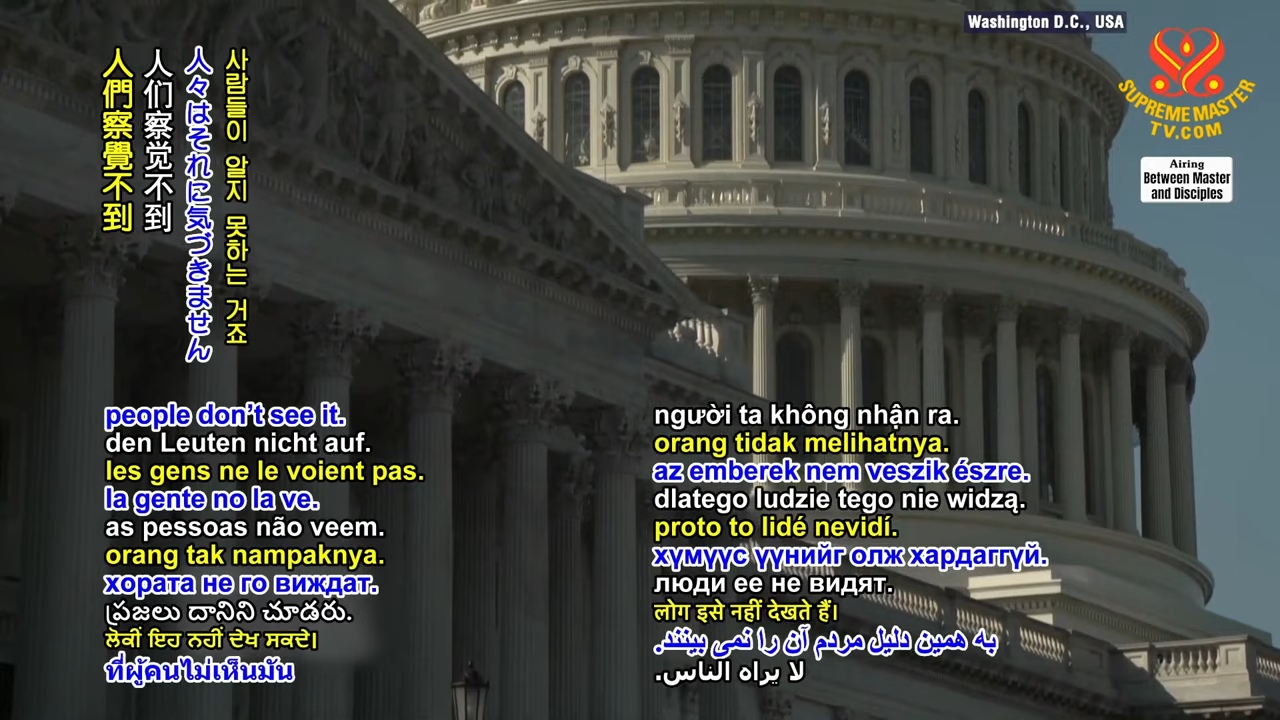 Washington D.C., USA
SUPREME MASTER
TV.COM
Airing
Between Master
and Disciples
人們察覺不到
人们察觉不到
人々はそれに気づきません
사람들이 알지 못하는 거죠
people don't see it.
den Leuten nicht auf.
les gens ne le voient pas.
la gente no la ve.
as pessoas não veem.
orang tak nampaknya.
хората не го виждат.
ప్రజలు దానిని చూడరు.
ਲੋਕੀਂ ਇਹ ਨਹੀਂ ਦੇਖ ਸਕਦੇ।
ที่ผู้คนไม่เห็นมัน
người ta không nhận ra.
orang tidak melihatnya.
az emberek nem veszik észre.
dlatego ludzie tego nie widzą.
proto to lidé nevidí.
хүмүүс үүнийг олж хардаггүй.
люди ее не видят.
लोग इसे नहीं देखते हैं।
به همین دلیل مردم آن را نمی بینند.
لا يراه الناس.